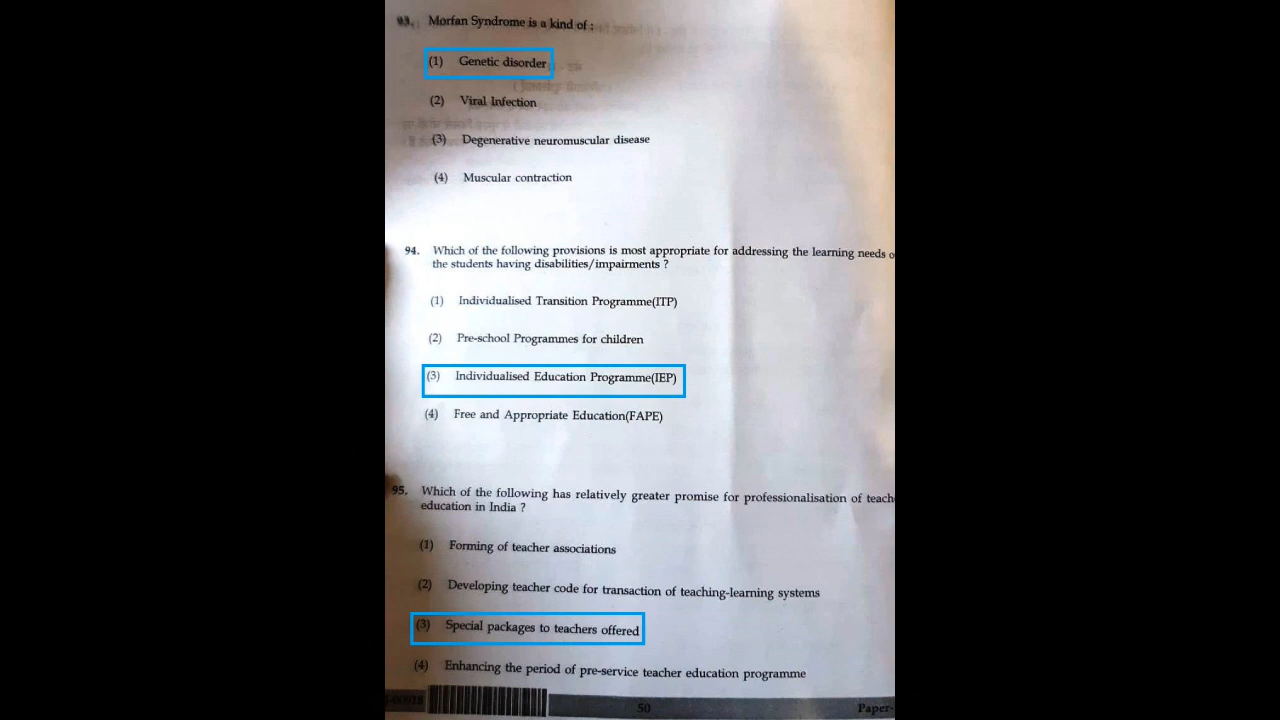 93. Morfan Syndrome is a kind of :
(1) Genetic disorder
(2) Viral Infection
(3) Degenerative neuromuscular disease
(4) Muscular contraction
94. Which of the following provisions is most appropriate for addressing the learning needs o
the students having disabilities/impairments ?
(1) Individualised Transition Programme(ITP)
(2) Pre-school Programmes for children
(3) Individualised Education Programme(IEP)
(4) Free and Appropriate Education(FAPE)
95. Which of the following has relatively greater promise for professionalisation of teach
education in India ?
(1) Forming of teacher associations
(2) Developing teacher code for transaction of teaching-learning systems
(3) Special packages to teachers offered
(4) Enhancing the period of pre-service teacher education programme
50 Paper-